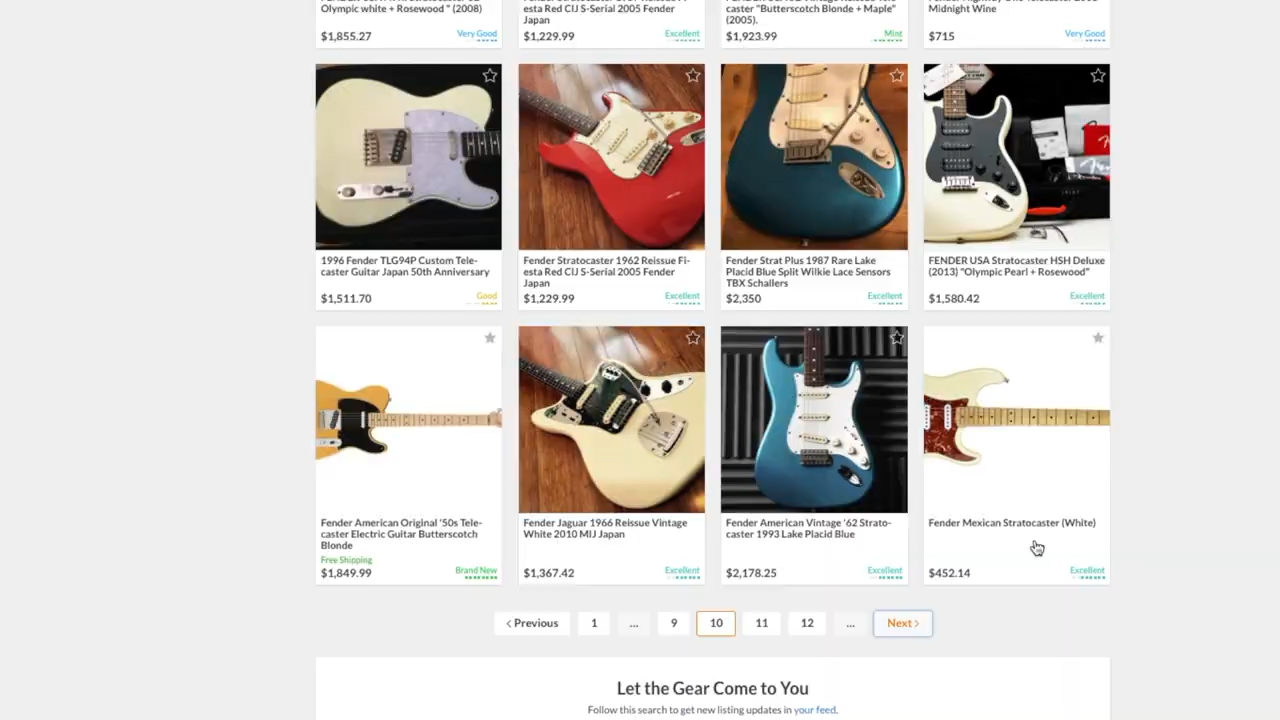 Olympic white + Rosewood " (2008)
$1,855.27
Very Good
esta Red CIJ S-Serial 2005 Fender
Japan
$1,229.99
Excellent
caster "Butterscotch Blonde + Maple"
(2005).
$1,923.99
Mint
Midnight Wine
$715
Very Good
1996 Fender TLG94P Custom Tele-
caster Guitar Japan 50th Anniversary
$1,511.70
Good
Fender Stratocaster 1962 Reissue Fi-
esta Red CIJ S-Serial 2005 Fender
Japan
$1,229.99
Excellent
Fender Strat Plus 1987 Rare Lake
Placid Blue Split Wilkie Lace Sensors
TBX Schallers
$2,350
Excellent
FENDER USA Stratocaster HSH Deluxe
(2013) "Olympic Pearl + Rosewood"
$1,580.42
Excellent
Fender American Original '50s Tele-
caster Electric Guitar Butterscotch
Blonde
Free Shipping
$1,849.99
Brand New
Fender Jaguar 1966 Reissue Vintage
White 2010 MIJ Japan
$1,367.42
Excellent
Fender American Vintage '62 Strato-
caster 1993 Lake Placid Blue
$2,178.25
Excellent
Fender Mexican Stratocaster (White)
$452.14
Excellent
< Previous 1 ... 9 10 11 12 ... Next >
Let the Gear Come to You
Follow this search to get new listing updates in your feed.